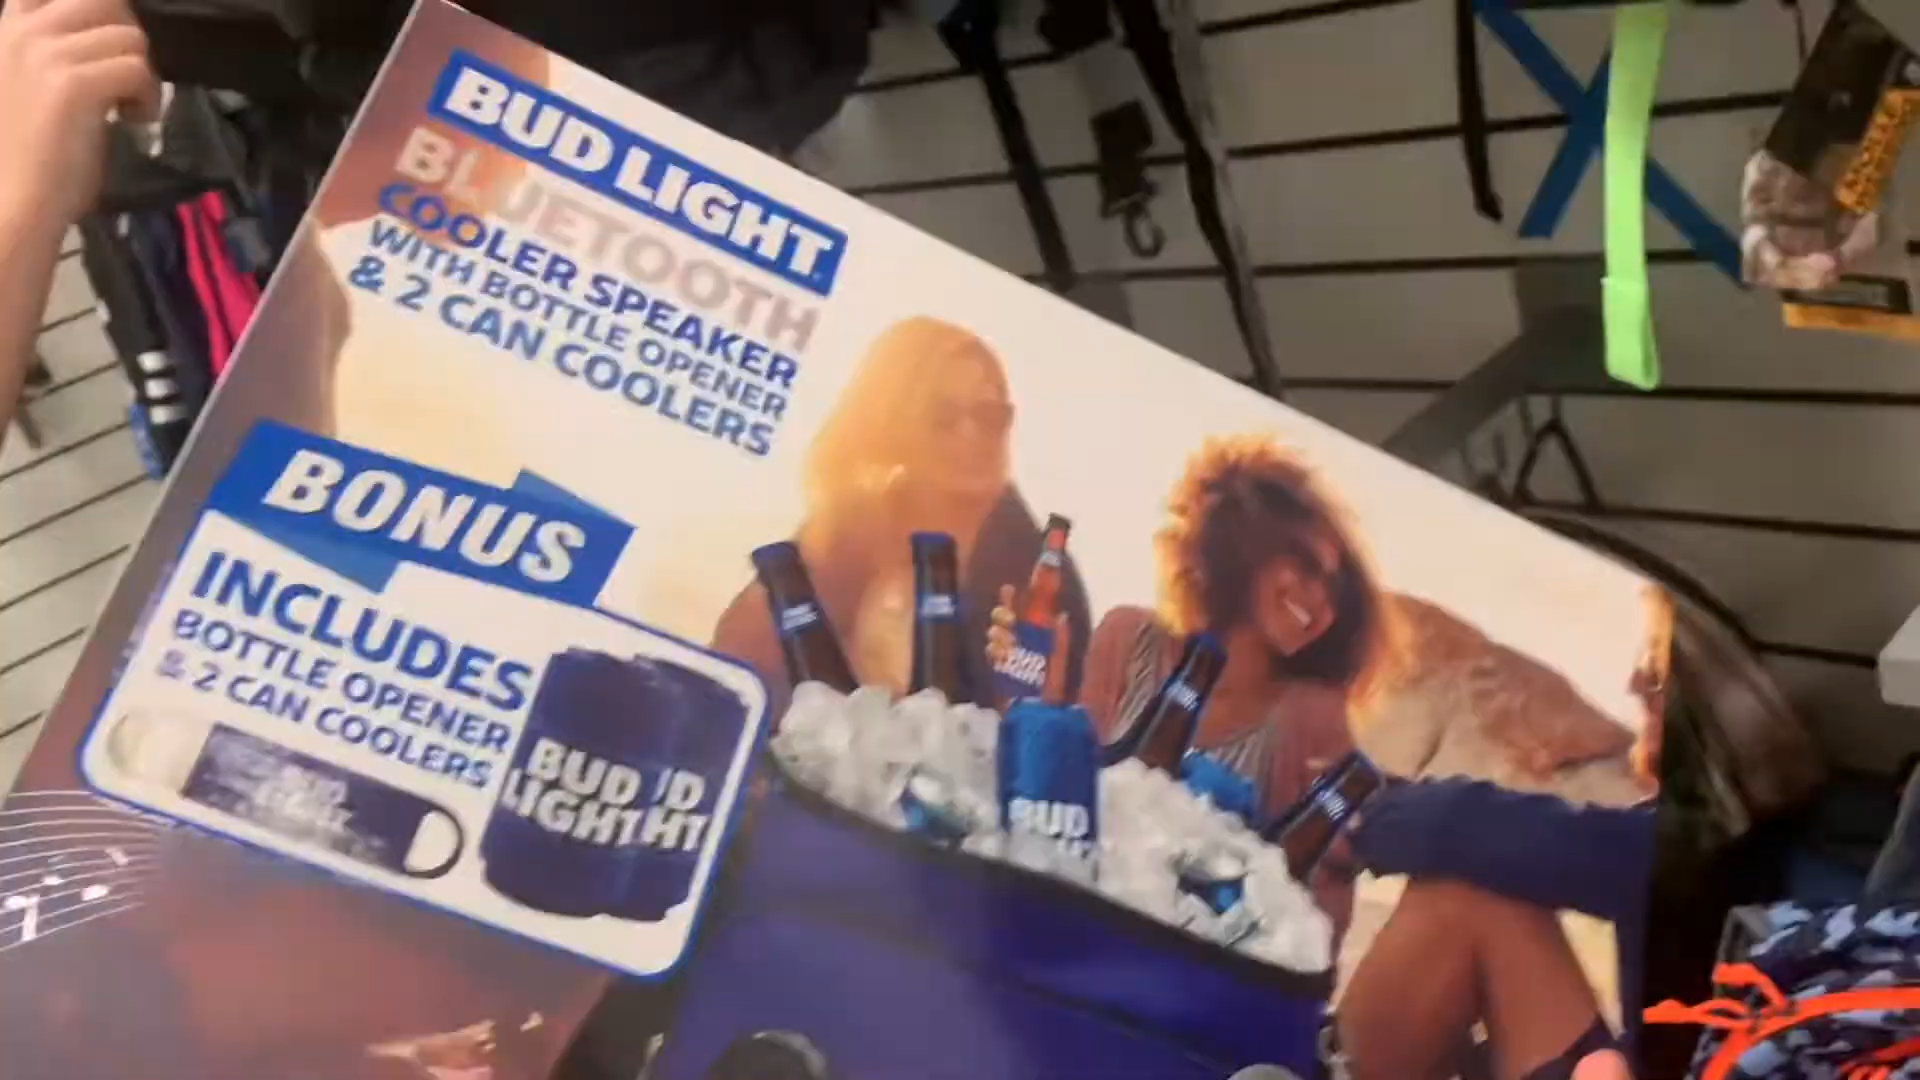 BUD LIGHT
BLUETOOTH
COOLER SPEAKER
WITH BOTTLE OPENER
& 2 CAN COOLERS
BONUS
INCLUDES
BOTTLE OPENER
& 2 CAN COOLERS
BUD
LIGHT
BUD
LIGHT
BUD